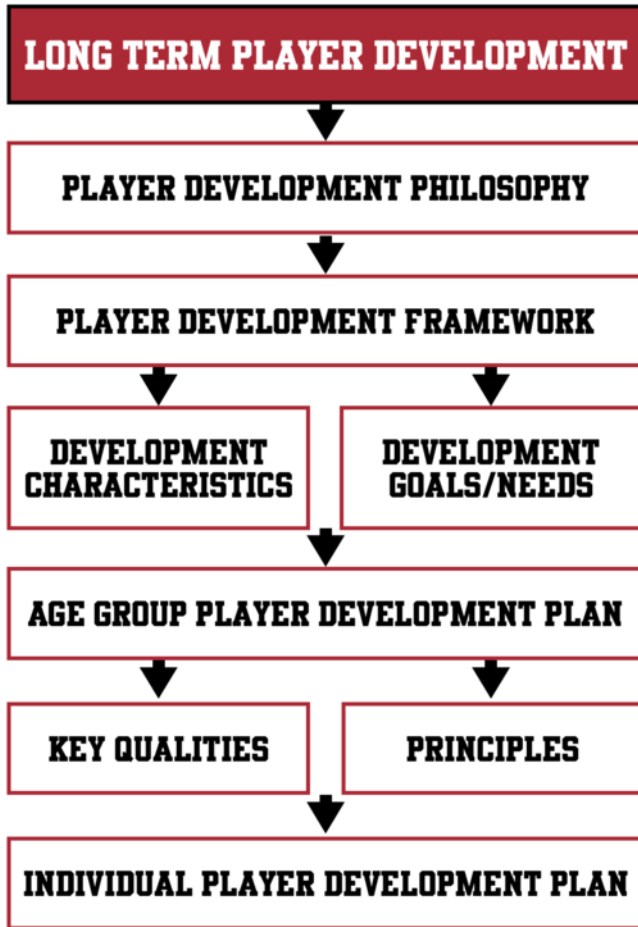 LONG TERM PLAYER DEVELOPMENT
PLAYER DEVELOPMENT PHILOSOPHY
PLAYER DEVELOPMENT FRAMEWORK
DEVELOPMENT
CHARACTERISTICS
DEVELOPMENT
GOALS/NEEDS
AGE GROUP PLAYER DEVELOPMENT PLAN
KEY QUALITIES
PRINCIPLES
INDIVIDUAL PLAYER DEVELOPMENT PLAN